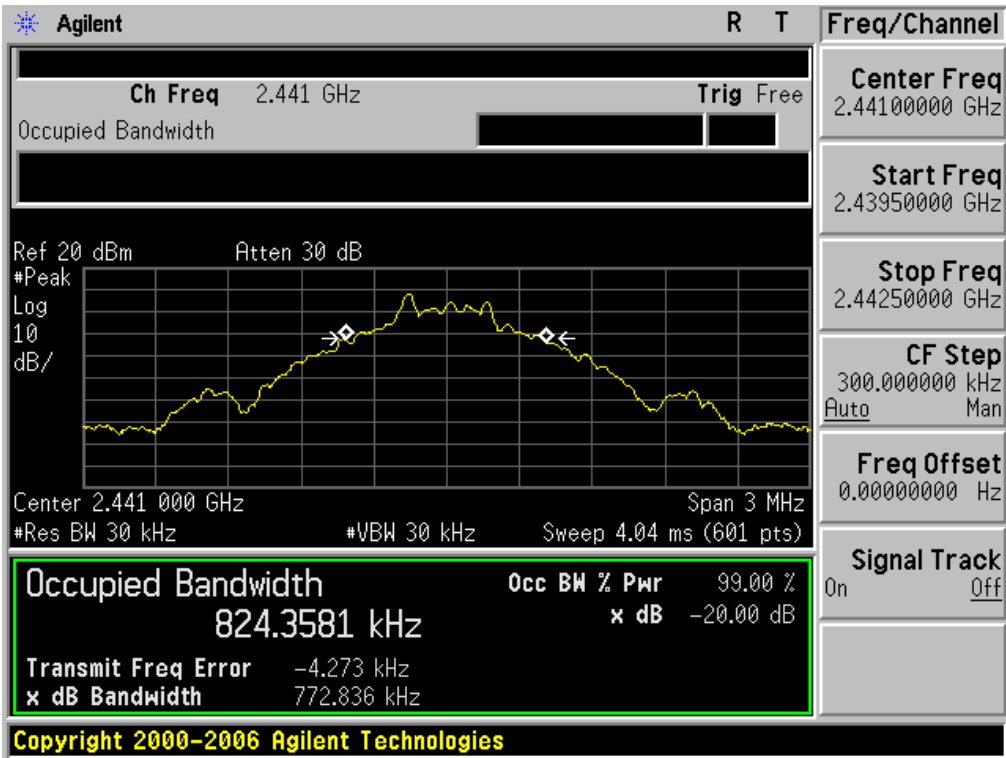 Agilent R T
Freq/Channel
Ch Freq 2.441 GHz Trig Free
Occupied Bandwidth
Center Freq
2.44100000 GHz
Start Freq
2.43950000 GHz
Stop Freq
2.44250000 GHz
CF Step
300.000000 kHz
Auto Man
Freq Offset
0.00000000 Hz
Signal Track
On Off
Ref 20 dBm Atten 30 dB
#Peak
Log
10
dB/
Center 2.441 000 GHz Span 3 MHz
#Res BW 30 kHz #VBW 30 kHz Sweep 4.04 ms (601 pts)
Occupied Bandwidth
824.3581 kHz
Occ BW % Pwr 99.00 %
x dB -20.00 dB
Transmit Freq Error -4.273 kHz
x dB Bandwidth 772.836 kHz
Copyright 2000-2006 Agilent Technologies